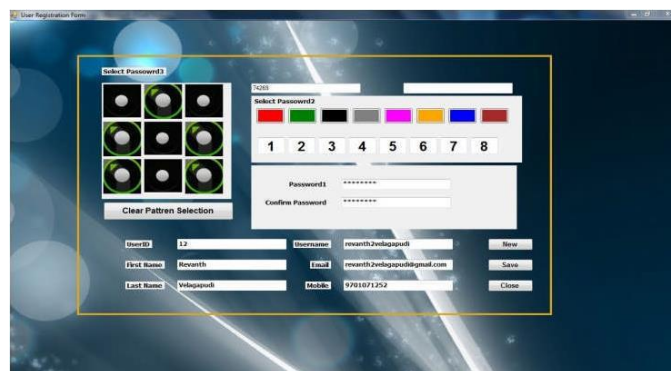 User Registration Form
Select Passowrd3
74269
Select Passowrd2
1 2 3 4 5 6 7 8
Password1 ********
Confirm Password ********
Clear Pattren Selection
UserID 12 Username revanth2velagapudi New
First Name Revanth Email revanth2velagapudi@gmail.com Save
Last Name Velagapudi Mobile 9701071252 Close